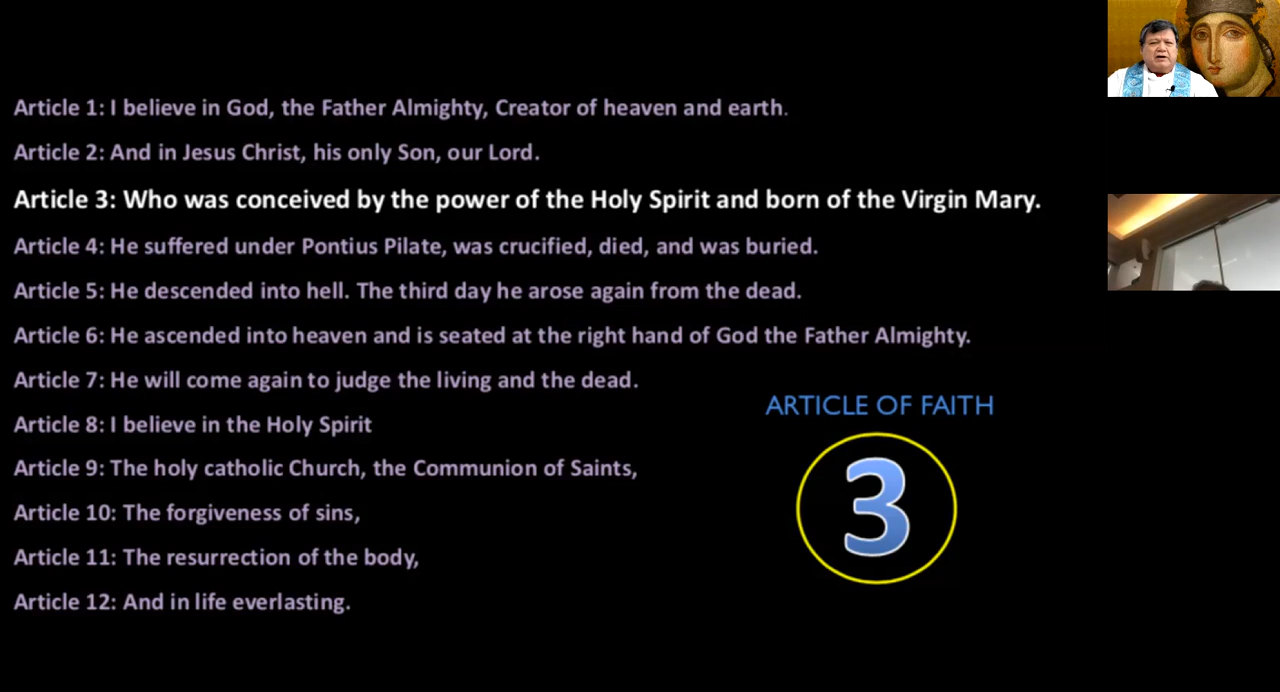 Article 1: I believe in God, the Father Almighty, Creator of heaven and earth.
Article 2: And in Jesus Christ, his only Son, our Lord.
Article 3: Who was conceived by the power of the Holy Spirit and born of the Virgin Mary.
Article 4: He suffered under Pontius Pilate, was crucified, died, and was buried.
Article 5: He descended into hell. The third day he arose again from the dead.
Article 6: He ascended into heaven and is seated at the right hand of God the Father Almighty.
Article 7: He will come again to judge the living and the dead.
Article 8: I believe in the Holy Spirit
Article 9: The holy catholic Church, the Communion of Saints,
Article 10: The forgiveness of sins,
Article 11: The resurrection of the body,
Article 12: And in life everlasting.
ARTICLE OF FAITH
3